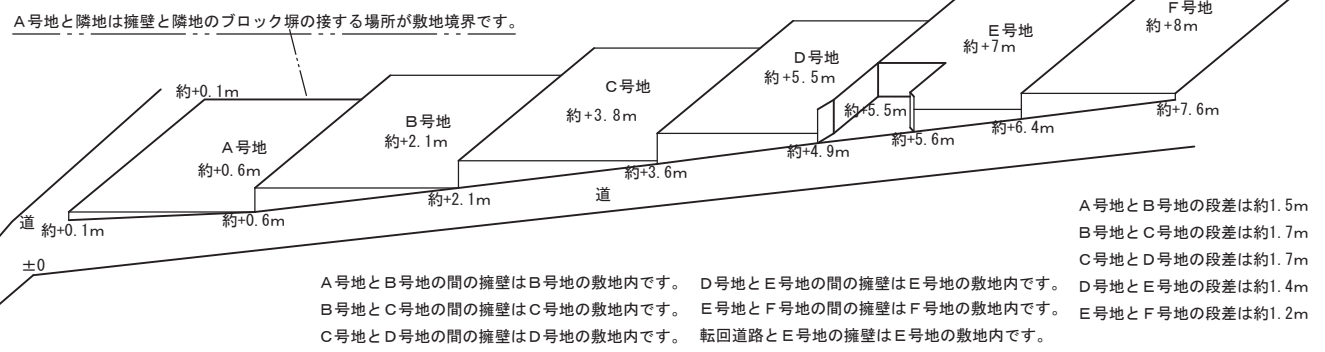 A号地と隣地は擁壁と隣地のブロック塀の接する場所が敷地境界です。
約+0.1m
A号地
約+0.6m
B号地
約+2.1m
C号地
約+3.8m
D号地
約+5.5m
E号地
約+7m
F号地
約+8m
約+5.5m
道
約+0.1m
約+0.6m
約+2.1m
約+3.6m
約+4.9m
約+5.6m
約+6.4m
約+7.6m
道
±0
A号地とB号地の間の擁壁はB号地の敷地内です。
B号地とC号地の間の擁壁はC号地の敷地内です。
C号地とD号地の間の擁壁はD号地の敷地内です。
D号地とE号地の間の擁壁はE号地の敷地内です。
E号地とF号地の間の擁壁はF号地の敷地内です。
転回道路とE号地の擁壁はE号地の敷地内です。
A号地とB号地の段差は約1.5m
B号地とC号地の段差は約1.7m
C号地とD号地の段差は約1.7m
D号地とE号地の段差は約1.4m
E号地とF号地の段差は約1.2m